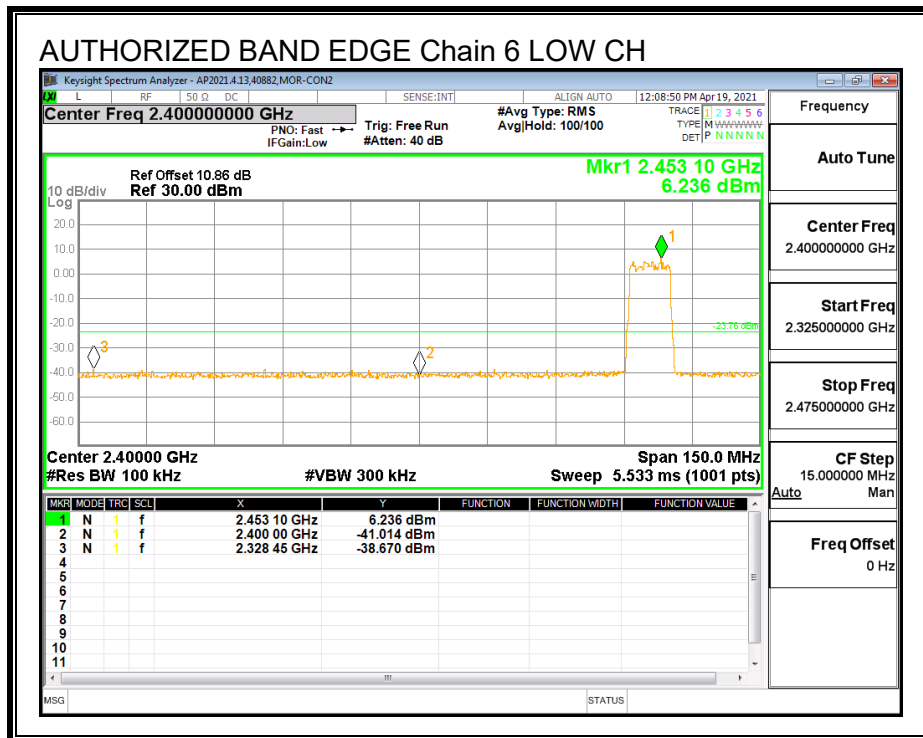 AUTHORIZED BAND EDGE Chain 6 LOW CH
Keysight Spectrum Analyzer - AP2021.4.13,40882,MOR-CON2
LXI L RF 50 Ω DC SENSE:INT ALIGN AUTO 12:08:50 PM Apr 19, 2021
Center Freq 2.400000000 GHz
PNO: Fast
IFGain:Low
Trig: Free Run
#Atten: 40 dB
#Avg Type: RMS
Avg|Hold: 100/100
TRACE 1 2 3 4 5 6
TYPE M W W W W W
DET P N N N N N
Frequency
Auto Tune
Center Freq
2.400000000 GHz
Start Freq
2.325000000 GHz
Stop Freq
2.475000000 GHz
CF Step
15.000000 MHz
Auto Man
Freq Offset
0 Hz
Mkr1 2.453 10 GHz
6.236 dBm
Ref Offset 10.86 dB
10 dB/div Ref 30.00 dBm
Log
20.0
10.0
0.00
-10.0
-20.0
-30.0
-40.0
-50.0
-60.0
1
2
3
-23.76 dBm
Center 2.40000 GHz Span 150.0 MHz
#Res BW 100 kHz #VBW 300 kHz Sweep 5.533 ms (1001 pts)
MKR MODE TRC SCL X Y FUNCTION FUNCTION WIDTH FUNCTION VALUE
1 N 1 f 2.453 10 GHz 6.236 dBm
2 N 1 f 2.400 00 GHz -41.014 dBm
3 N 1 f 2.328 45 GHz -38.670 dBm
4
5
6
7
8
9
10
11
MSG STATUS